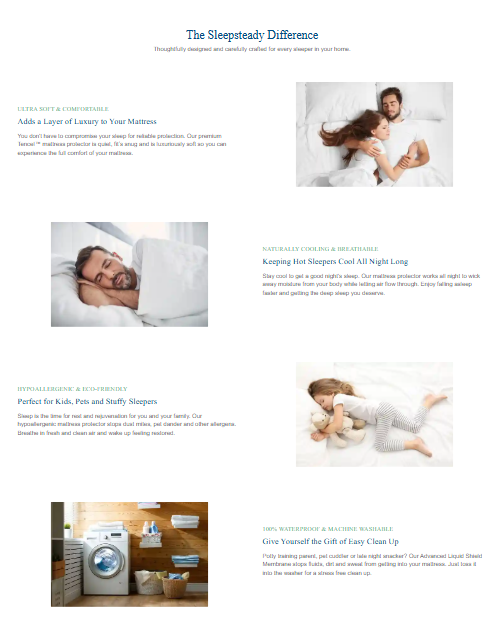 The Sleepsteady Difference
Thoughtfully designed and carefully crafted for every sleeper in your home.
ULTRA SOFT & COMFORTABLE
Adds a Layer of Luxury to Your Mattress
You don't have to compromise your sleep for reliable protection. Our premium
Tencel™ mattress protector is quiet, it's snug and is luxuriously soft so you can
experience the full comfort of your mattress.
NATURALLY COOLING & BREATHABLE
Keeping Hot Sleepers Cool All Night Long
Stay cool to get a good night's sleep. Our mattress protector works all night to wick
away moisture from your body while letting air flow through. Enjoy falling asleep
faster and getting the deep sleep you deserve.
HYPOALLERGENIC & ECO-FRIENDLY
Perfect for Kids, Pets and Stuffy Sleepers
Sleep is the time for rest and rejuvenation for you and your family. Our
hypoallergenic mattress protector stops dust mites, pet dander and other allergens.
Breathe in fresh and clean air and wake up feeling restored.
100% WATERPROOF & MACHINE WASHABLE
Give Yourself the Gift of Easy Clean Up
Potty training parent, pet cuddler or late night snacker? Our Advanced Liquid Shield
Membrane stops fluids, dirt and sweat from getting into your mattress. Just toss it
into the washer for a stress free clean up.